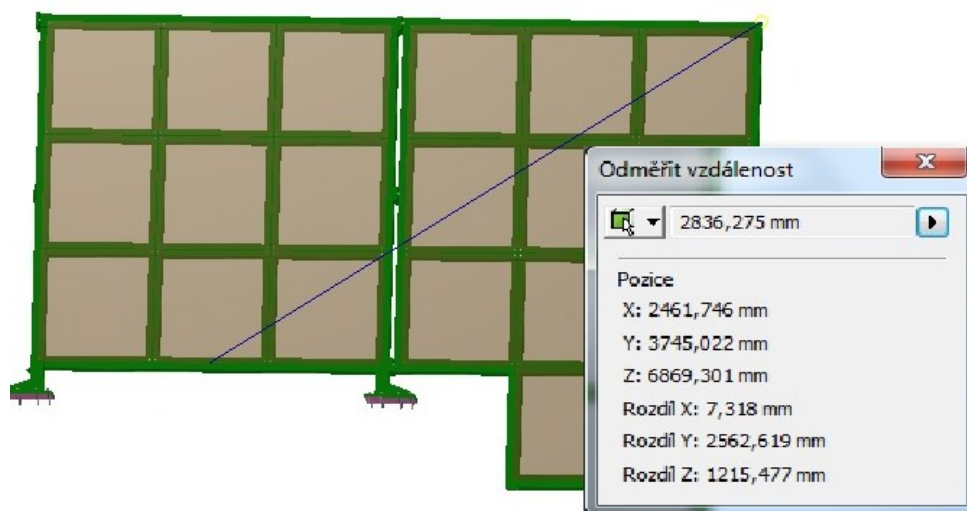 Odměřit vzdálenost
2836,275 mm
Pozice
X: 2461,746 mm
Y: 3745,022 mm
Z: 6869,301 mm
Rozdíl X: 7,318 mm
Rozdíl Y: 2562,619 mm
Rozdíl Z: 1215,477 mm